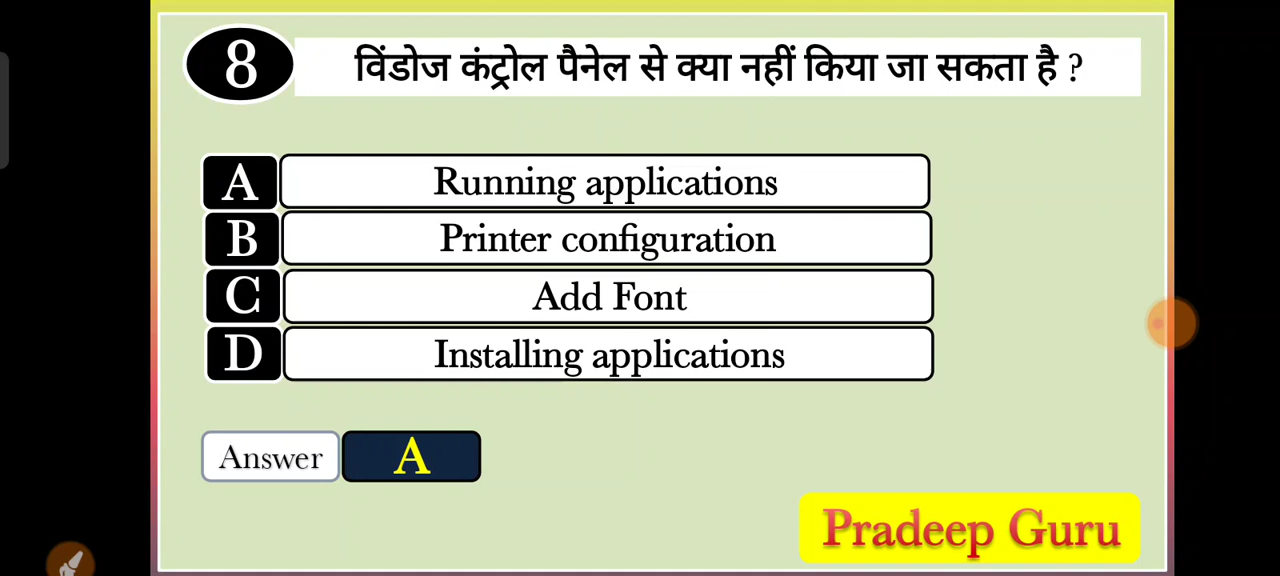 8 विंडोज कंट्रोल पैनेल से क्या नहीं किया जा सकता है ?
A Running applications
B Printer configuration
C Add Font
D Installing applications
Answer A
Pradeep Guru